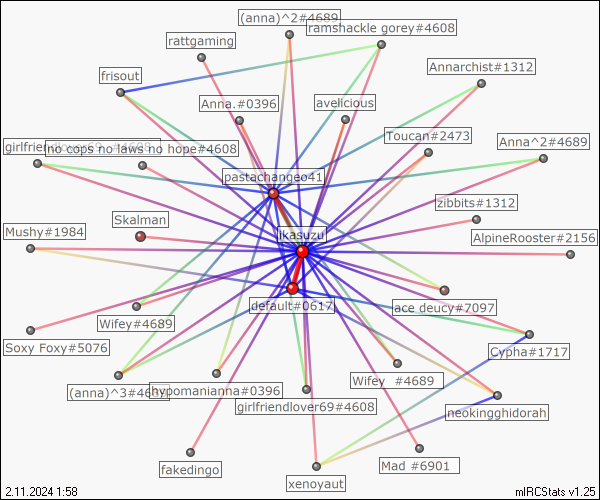 (anna)^2#4689
ramshackle gorey#4608
rattgaming
Annarchist#1312
frisout
Anna.#0396
avelicious
Toucan#2473
Anna^2#4689
no cops no laws no hope#4608
pastachangeo41
zibbits#1312
Skalman
Mushy#1984
ikasuzu
AlpineRooster#2156
default#0617
ace deucy#7097
Wifey#4689
Soxy Foxy#5076
Cypha#1717
Wifey  #4689
(anna)^3#4689
hypomanianna#0396
girlfriendlover69#4608
neokingghidorah
fakedingo
Mad #6901
xenoyaut
2.11.2024 1:58
mIRCStats v1.25